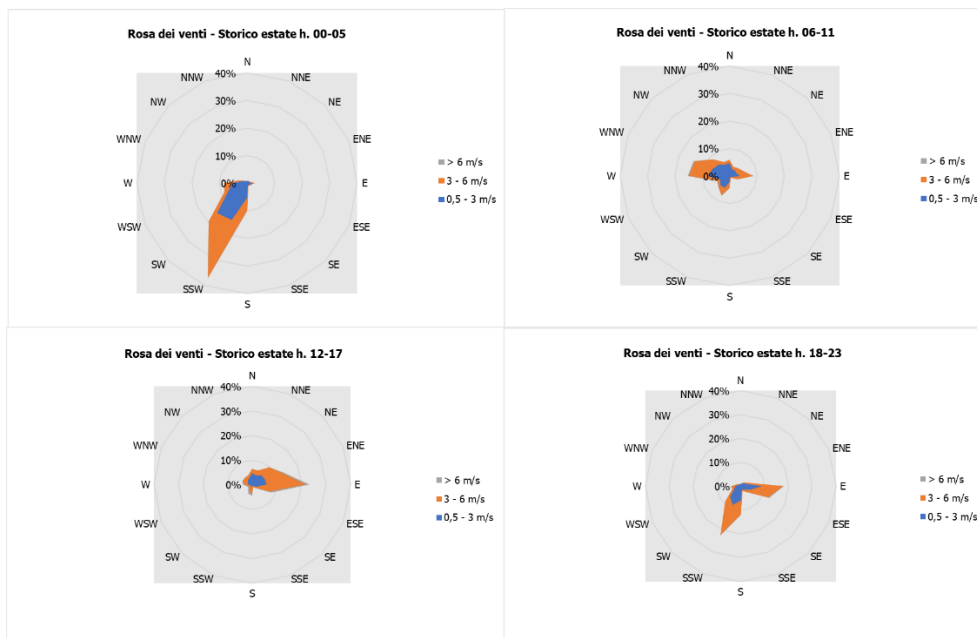 Rosa dei venti - Storico estate h. 00-05
N
NNW
40%
NNE
NW
30%
NE
20%
WNW
ENE
10%
W
0%
E
WSW
ESE
SW
SE
SSW
SSE
S
> 6 m/s
3 - 6 m/s
0,5 - 3 m/s
Rosa dei venti - Storico estate h. 06-11
N
NNW
40%
NNE
NW
30%
NE
20%
WNW
ENE
10%
W
0%
E
WSW
ESE
SW
SE
SSW
SSE
S
> 6 m/s
3 - 6 m/s
0,5 - 3 m/s
Rosa dei venti - Storico estate h. 12-17
N
NNW
40%
NNE
NW
30%
NE
20%
WNW
ENE
10%
W
0%
E
WSW
ESE
SW
SE
SSW
SSE
S
> 6 m/s
3 - 6 m/s
0,5 - 3 m/s
Rosa dei venti - Storico estate h. 18-23
N
NNW
40%
NNE
NW
30%
NE
20%
WNW
ENE
10%
W
0%
E
WSW
ESE
SW
SE
SSW
SSE
S
> 6 m/s
3 - 6 m/s
0,5 - 3 m/s